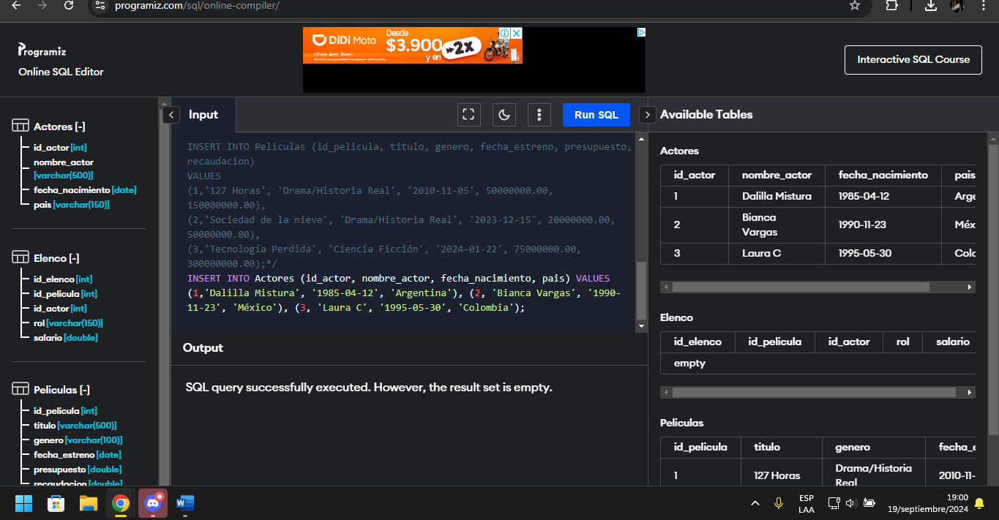 programiz.com/sql/online-compiler/
Programiz
Online SQL Editor
DiDi Moto
Desde
$3.900
y en
2X
Interactive SQL Course
Actores [-]
id_actor [int]
nombre_actor
[varchar(500)]
fecha_nacimiento [date]
pais [varchar(150)]
Elenco [-]
id_elenco [int]
id_pelicula [int]
id_actor [int]
rol [varchar(150)]
salario [double]
Peliculas [-]
id_pelicula [int]
titulo [varchar(500)]
genero [varchar(100)]
fecha_estreno [date]
presupuesto [double]
recaudacion [double]
Input
Run SQL
INSERT INTO Peliculas (id_pelicula, titulo, genero, fecha_estreno, presupuesto,
recaudacion)
VALUES
(1,'127 Horas', 'Drama/Historia Real', '2010-11-05', 50000000.00,
150000000.00),
(2,'Sociedad de la nieve', 'Drama/Historia Real', '2023-12-15', 20000000.00,
50000000.00),
(3,'Tecnología Perdida', 'Ciencia Ficción', '2024-01-22', 75000000.00,
300000000.00);*/
INSERT INTO Actores (id_actor, nombre_actor, fecha_nacimiento, pais) VALUES
(1,'Dalilla Mistura', '1985-04-12', 'Argentina'), (2, 'Bianca Vargas', '1990-
11-23', 'México'), (3, 'Laura C', '1995-05-30', 'Colombia');
Output
SQL query successfully executed. However, the result set is empty.
Available Tables
Actores
id_actor nombre_actor fecha_nacimiento pais
1 Dalilla Mistura 1985-04-12 Arge
2 Bianca Vargas 1990-11-23 Méx
3 Laura C 1995-05-30 Colo
Elenco
id_elenco id_pelicula id_actor rol salario
empty
Peliculas
id_pelicula titulo genero fecha_e
1 127 Horas Drama/Historia Real 2010-11-
ESP
LAA
19:00
19/septiembre/2024